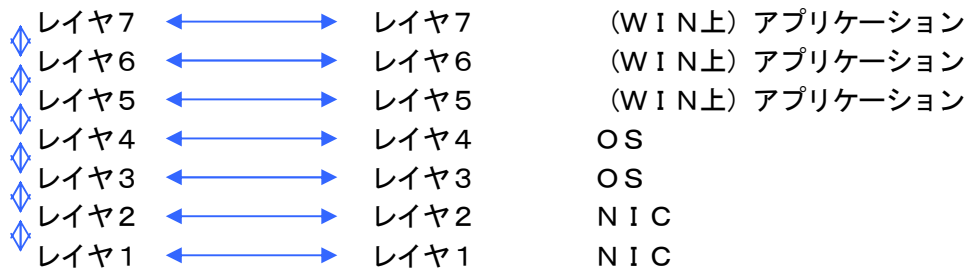 レイヤ７ レイヤ７ （ＷＩＮ上）アプリケーション
レイヤ６ レイヤ６ （ＷＩＮ上）アプリケーション
レイヤ５ レイヤ５ （ＷＩＮ上）アプリケーション
レイヤ４ レイヤ４ ＯＳ
レイヤ３ レイヤ３ ＯＳ
レイヤ２ レイヤ２ ＮＩＣ
レイヤ１ レイヤ１ ＮＩＣ